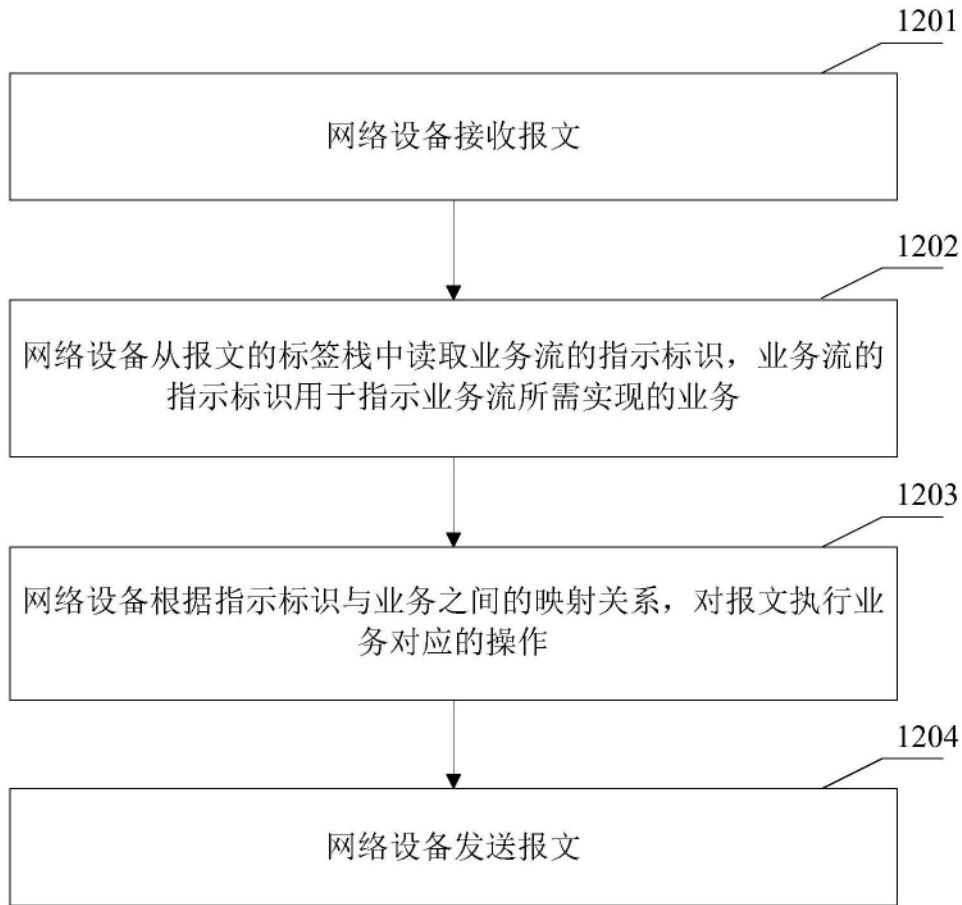 1201
网络设备接收报文
1202
网络设备从报文的标签栈中读取业务流的指示标识，业务流的
指示标识用于指示业务流所需实现的业务
1203
网络设备根据指示标识与业务之间的映射关系，对报文执行业
务对应的操作
1204
网络设备发送报文